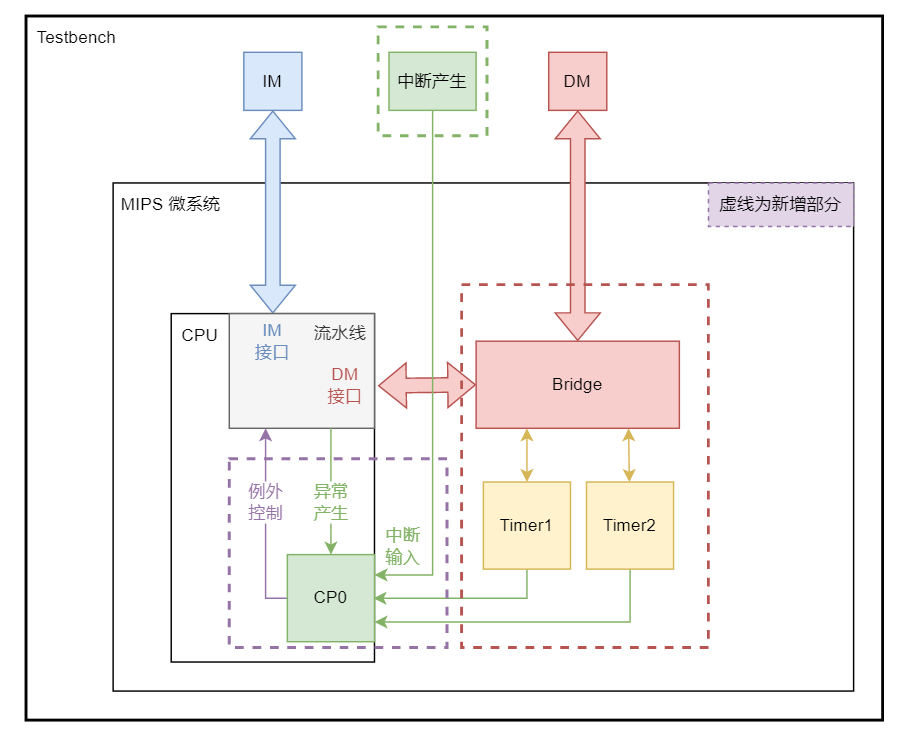 Testbench
IM
中断产生
DM
MIPS 微系统
虚线为新增部分
CPU
IM
接口
流水线
DM
接口
Bridge
例外
控制
异常
产生
中断
输入
Timer1
Timer2
CP0